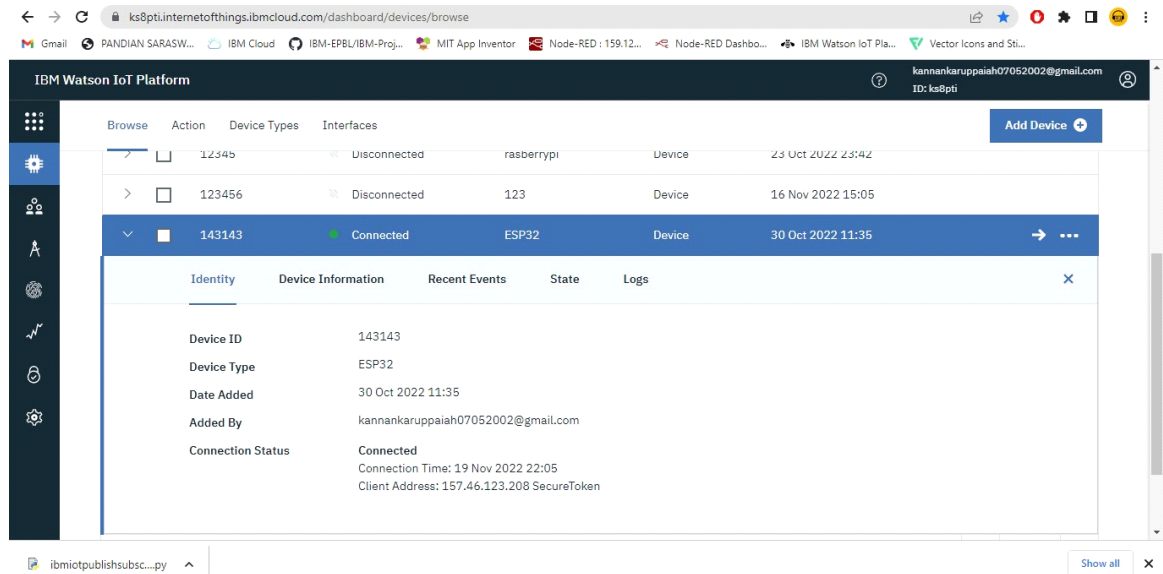 ks8pti.internetofthings.ibmcloud.com/dashboard/devices/browse
Gmail PANDIAN SARASW... IBM Cloud IBM-EPBL/IBM-Proj... MIT App Inventor Node-RED : 159.12... Node-RED Dashbo... IBM Watson IoT Pla... Vector Icons and Sti...
IBM Watson IoT Platform
kannankaruppaiah07052002@gmail.com
ID: ks8pti
Browse Action Device Types Interfaces Add Device
12345 Disconnected rasberrypi Device 23 Oct 2022 23:42
123456 Disconnected 123 Device 16 Nov 2022 15:05
143143 Connected ESP32 Device 30 Oct 2022 11:35
Identity Device Information Recent Events State Logs
Device ID 143143
Device Type ESP32
Date Added 30 Oct 2022 11:35
Added By kannankaruppaiah07052002@gmail.com
Connection Status Connected
Connection Time: 19 Nov 2022 22:05
Client Address: 157.46.123.208 SecureToken
ibmiotpublishsubsc....py Show all